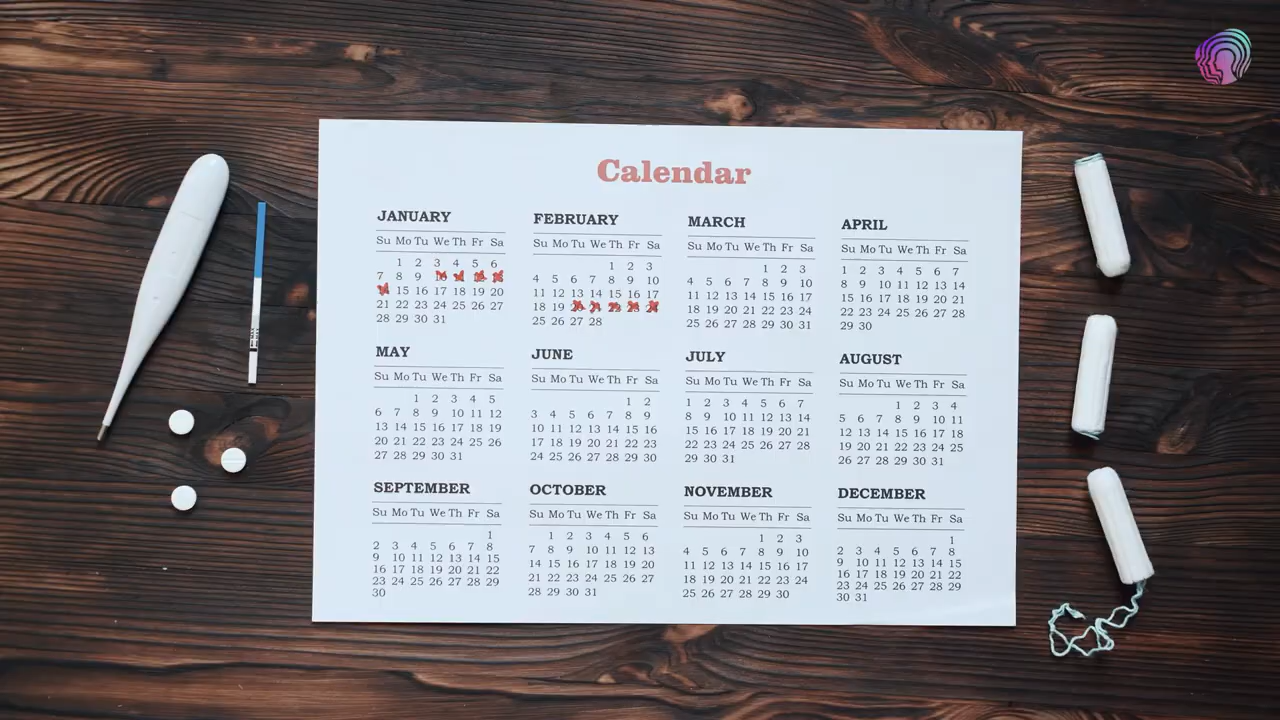 Calendar
JANUARY
Su Mo Tu We Th Fr Sa
1 2 3 4 5 6
7 8 9
15 16 17 18 19 20
21 22 23 24 25 26 27
28 29 30 31
FEBRUARY
Su Mo Tu We Th Fr Sa
1 2 3
4 5 6 7 8 9 10
11 12 13 14 15 16 17
18 19
25 26 27 28
MARCH
Su Mo Tu We Th Fr Sa
1 2 3
4 5 6 7 8 9 10
11 12 13 14 15 16 17
18 19 20 21 22 23 24
25 26 27 28 29 30 31
APRIL
Su Mo Tu We Th Fr Sa
1 2 3 4 5 6 7
8 9 10 11 12 13 14
15 16 17 18 19 20 21
22 23 24 25 26 27 28
29 30
MAY
Su Mo Tu We Th Fr Sa
1 2 3 4 5
6 7 8 9 10 11 12
13 14 15 16 17 18 19
20 21 22 23 24 25 26
27 28 29 30 31
JUNE
Su Mo Tu We Th Fr Sa
1 2
3 4 5 6 7 8 9
10 11 12 13 14 15 16
17 18 19 20 21 22 23
24 25 26 27 28 29 30
JULY
Su Mo Tu We Th Fr Sa
1 2 3 4 5 6 7
8 9 10 11 12 13 14
15 16 17 18 19 20 21
22 23 24 25 26 27 28
29 30 31
AUGUST
Su Mo Tu We Th Fr Sa
1 2 3 4
5 6 7 8 9 10 11
12 13 14 15 16 17 18
19 20 21 22 23 24 25
26 27 28 29 30 31
SEPTEMBER
Su Mo Tu We Th Fr Sa
1
2 3 4 5 6 7 8
9 10 11 12 13 14 15
16 17 18 19 20 21 22
23 24 25 26 27 28 29
30
OCTOBER
Su Mo Tu We Th Fr Sa
1 2 3 4 5 6
7 8 9 10 11 12 13
14 15 16 17 18 19 20
21 22 23 24 25 26 27
28 29 30 31
NOVEMBER
Su Mo Tu We Th Fr Sa
1 2 3
4 5 6 7 8 9 10
11 12 13 14 15 16 17
18 19 20 21 22 23 24
25 26 27 28 29 30
DECEMBER
Su Mo Tu We Th Fr Sa
1
2 3 4 5 6 7 8
9 10 11 12 13 14 15
16 17 18 19 20 21 22
23 24 25 26 27 28 29
30 31